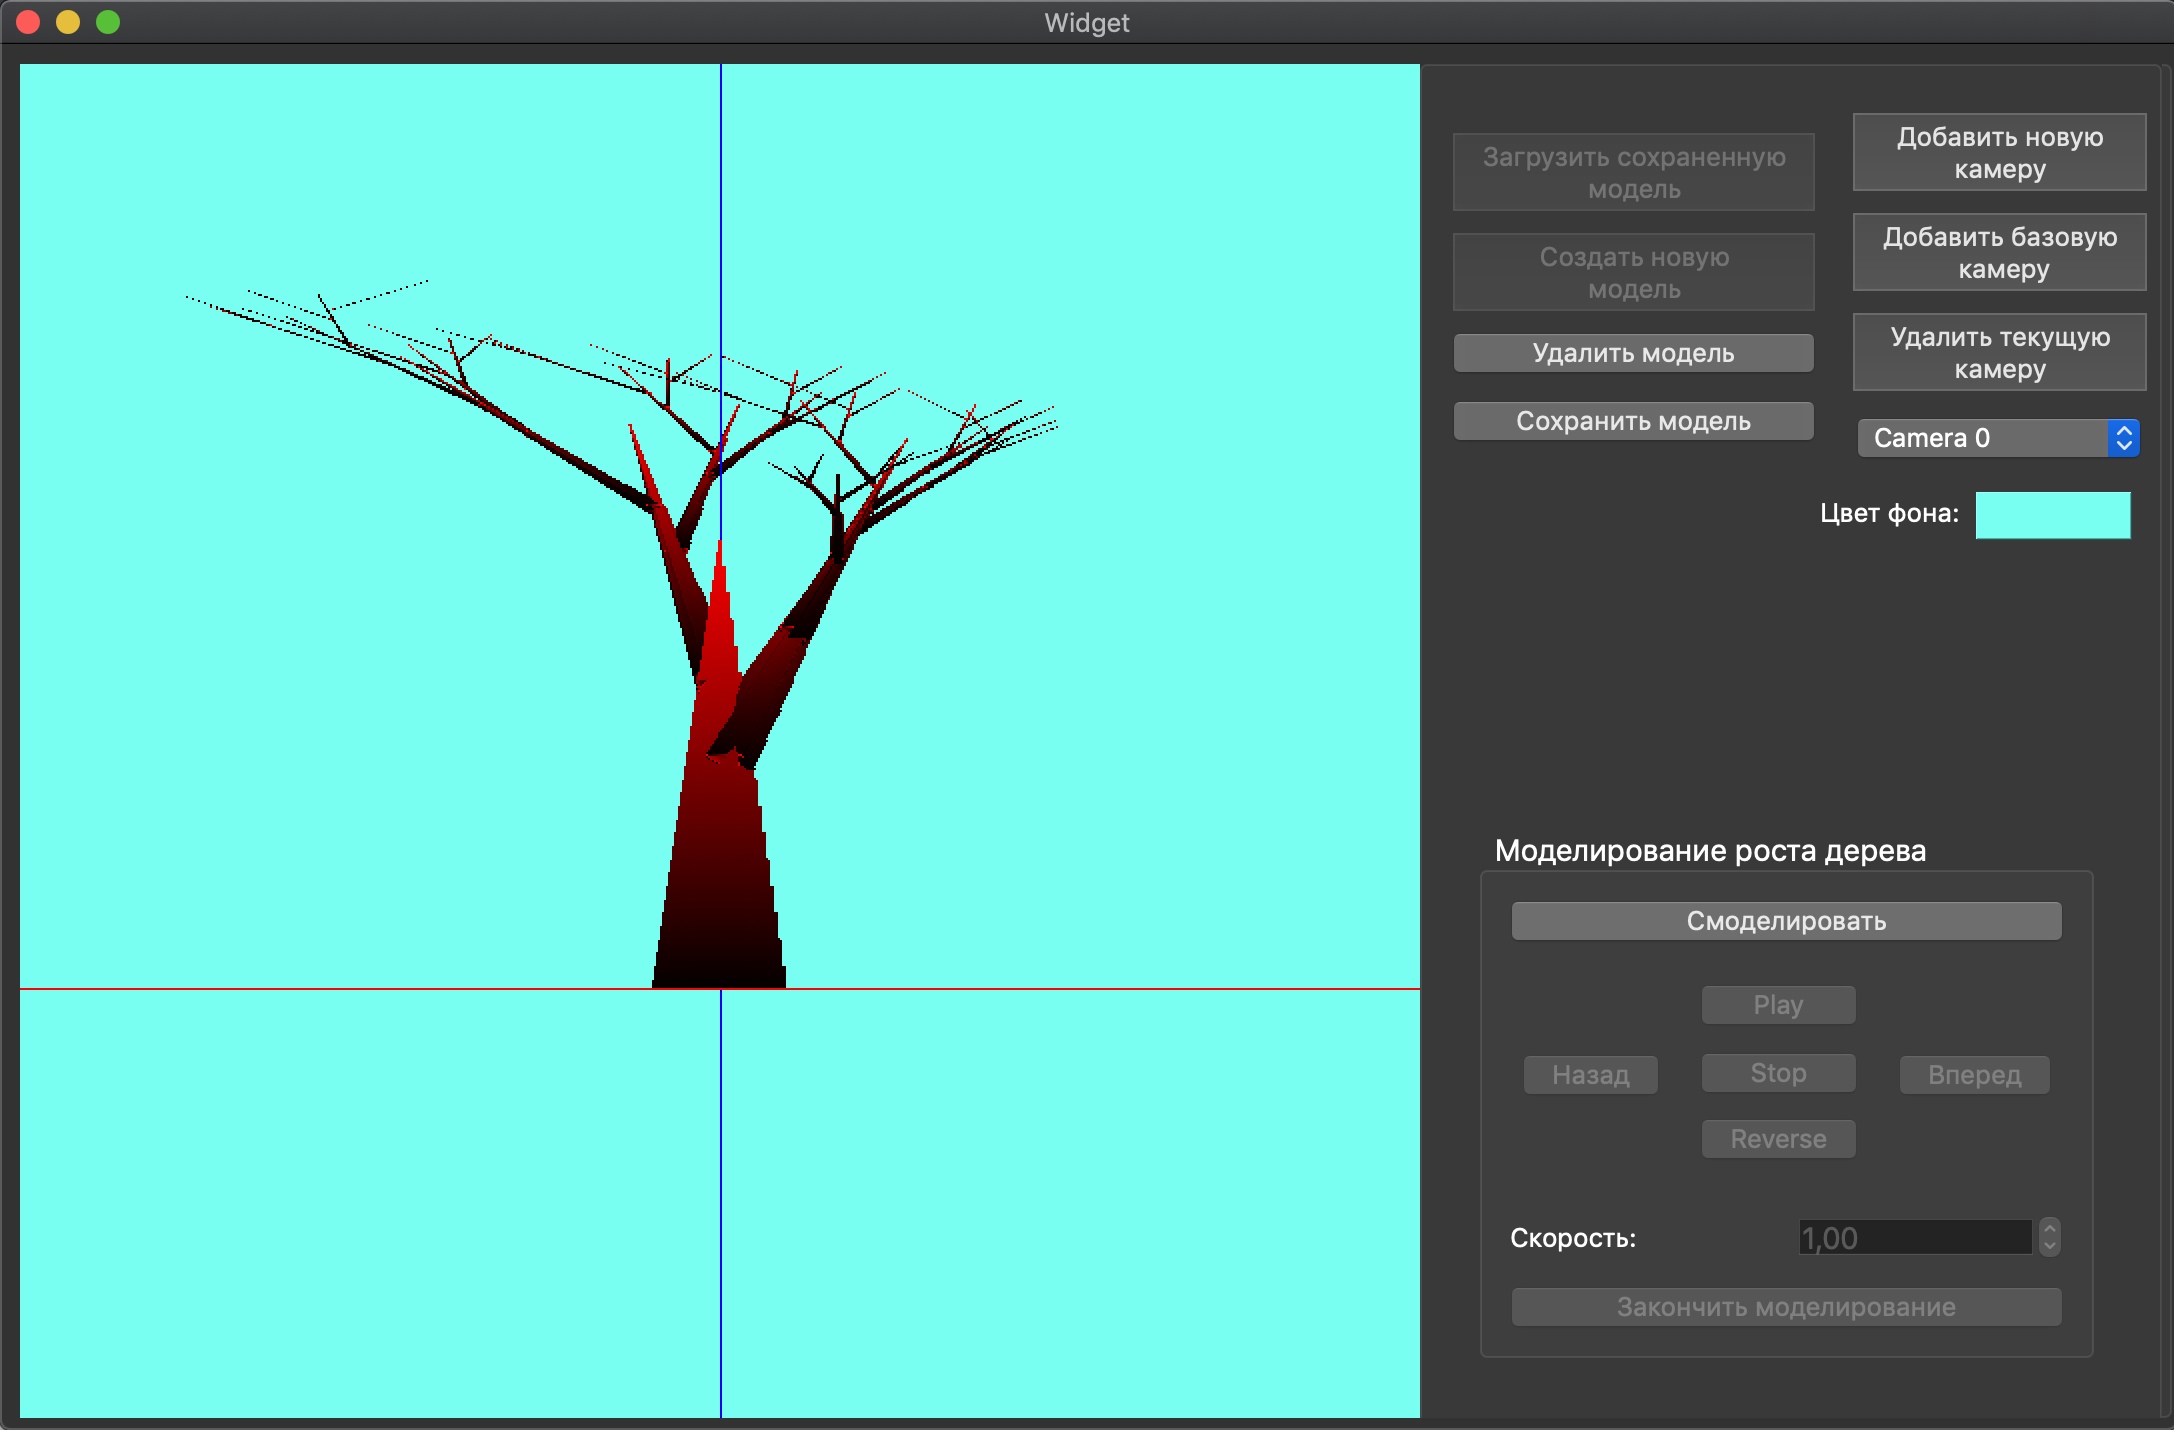 Widget
Загрузить сохраненную
модель
Создать новую
модель
Удалить модель
Сохранить модель
Добавить новую
камеру
Добавить базовую
камеру
Удалить текущую
камеру
Camera 0
Цвет фона:
Моделирование роста дерева
Смоделировать
Play
Назад
Stop
Вперед
Reverse
Скорость:
1,00
Закончить моделирование